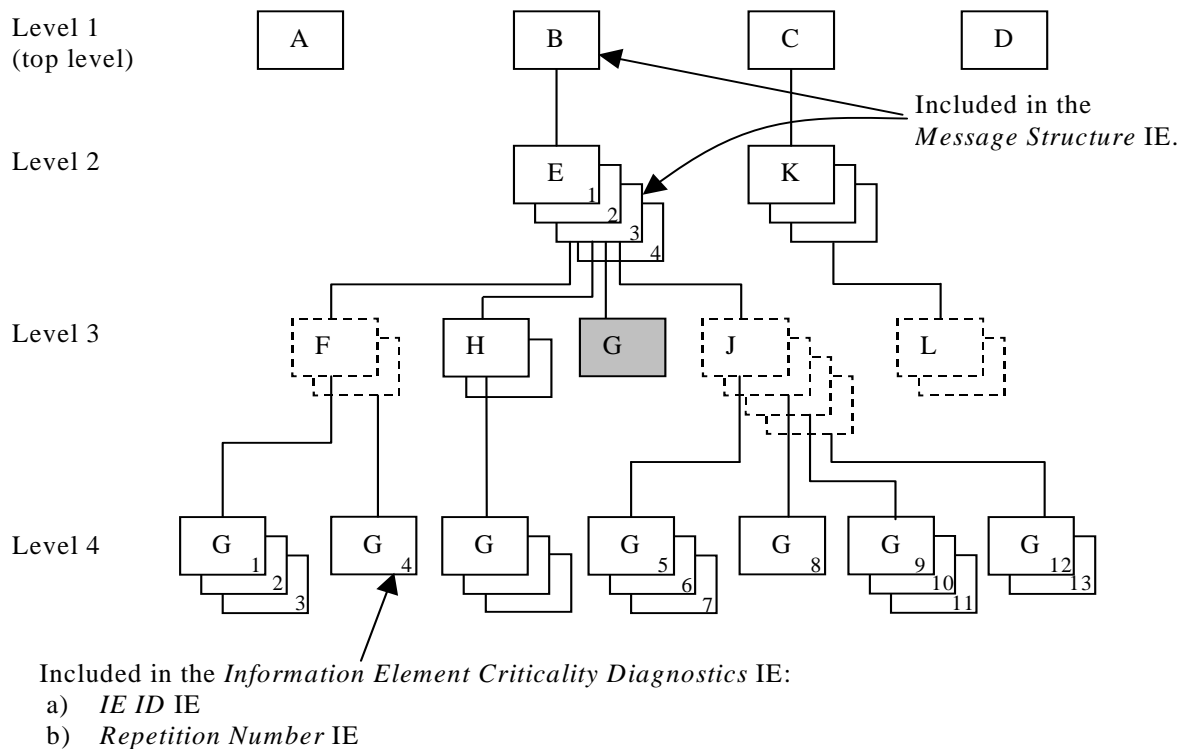 Level 1
(top level)
A
B
C
D
Included in the
Message Structure IE.
Level 2
E
1
2
3
4
K
Level 3
F
H
G
J
L
Level 4
G
1
2
3
G
4
G
G
5
6
7
G
8
G
9
10
11
G
12
13
Included in the Information Element Criticality Diagnostics IE:
a) IE ID IE
b) Repetition Number IE